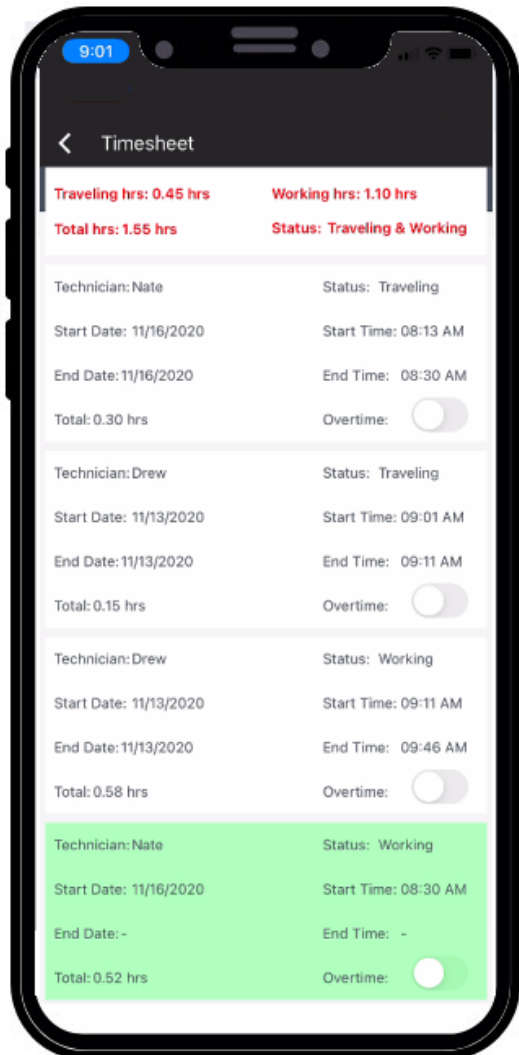 9:01
Timesheet
Traveling hrs: 0.45 hrs Working hrs: 1.10 hrs
Total hrs: 1.55 hrs Status: Traveling & Working
Technician: Nate Status: Traveling
Start Date: 11/16/2020 Start Time: 08:13 AM
End Date: 11/16/2020 End Time: 08:30 AM
Total: 0.30 hrs Overtime:
Technician: Drew Status: Traveling
Start Date: 11/13/2020 Start Time: 09:01 AM
End Date: 11/13/2020 End Time: 09:11 AM
Total: 0.15 hrs Overtime:
Technician: Drew Status: Working
Start Date: 11/13/2020 Start Time: 09:11 AM
End Date: 11/13/2020 End Time: 09:46 AM
Total: 0.58 hrs Overtime:
Technician: Nate Status: Working
Start Date: 11/16/2020 Start Time: 08:30 AM
End Date: - End Time: -
Total: 0.52 hrs Overtime: